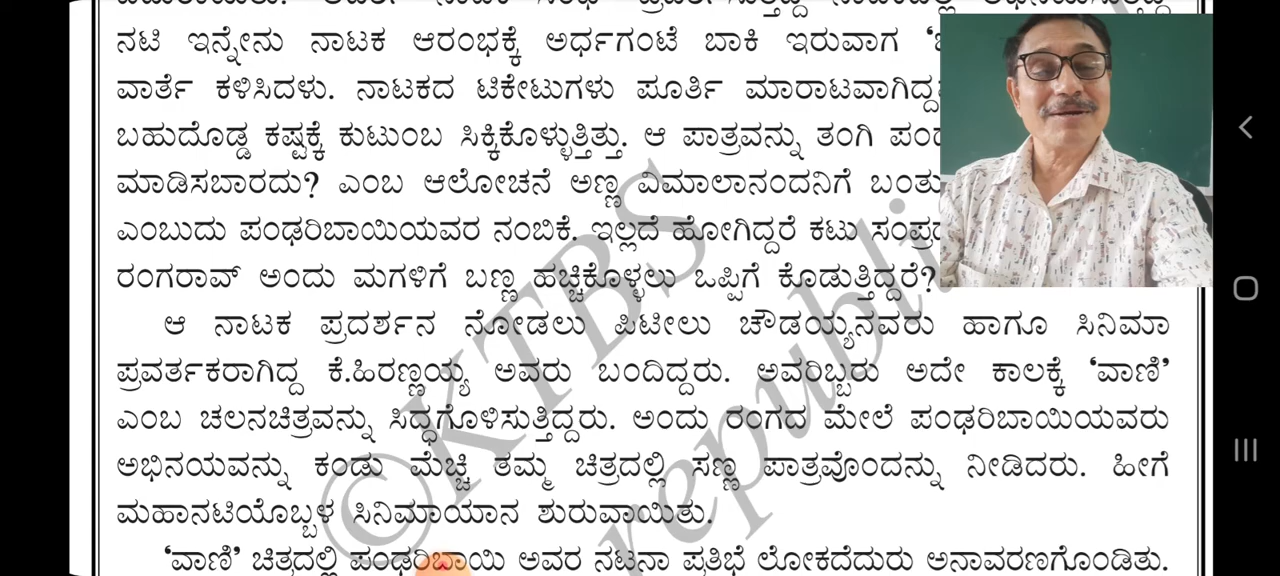 ನಟಿ ಇನ್ನೇನು ನಾಟಕ ಆರಂಭಕ್ಕೆ ಅರ್ಧಗಂಟೆ ಬಾಕಿ ಇರುವಾಗ
ವಾರ್ತೆ ಕಳಿಸಿದಳು. ನಾಟಕದ ಟಿಕೇಟುಗಳು ಪೂರ್ತಿ
ಬಹುದೊಡ್ಡ ಕಷ್ಟಕ್ಕೆ ಕುಟುಂಬ ಸಿಕ್ಕಿಕೊಳ್ಳುತ್ತಿತ್ತು. ಆ ಪಾತ್ರವನ್ನು ತಂಗಿ
ಮಾಡಿಸಬಾರದು? ಎಂಬ ಆಲೋಚನೆ ಅಣ್ಣ ವಿಮಾಲಾನಂದನಿಗೆ ಬಂತು
ಎಂಬುದು ಪಂಢರಿಬಾಯಿಯವರ ನಂಬಿಕೆ. ಇಲ್ಲದೆ ಹೋಗಿದ್ದರೆ ಕಟು
ರಂಗರಾವ್ ಅಂದು ಮಗಳಿಗೆ ಬಣ್ಣ ಹಚ್ಚಿಕೊಳ್ಳಲು ಒಪ್ಪಿಗೆ ಕೊಡುತ್ತಿದ್ದರೆ?
ಆ ನಾಟಕ ಪ್ರದರ್ಶನ ನೋಡಲು ಪಿಟೀಲು ಚೌಡಯ್ಯನವರು ಹಾಗೂ ಸಿನಿಮಾ
ಪ್ರವರ್ತಕರಾಗಿದ್ದ ಕೆ.ಹಿರಣ್ಣಯ್ಯ ಅವರು ಬಂದಿದ್ದರು. ಅವರಿಬ್ಬರು ಅದೇ ಕಾಲಕ್ಕೆ ‘ವಾಣಿ’
ಎಂಬ ಚಲನಚಿತ್ರವನ್ನು ಸಿದ್ಧಗೊಳಿಸುತ್ತಿದ್ದರು. ಅಂದು ರಂಗದ ಮೇಲೆ ಪಂಢರಿಬಾಯಿಯವರು
ಅಭಿನಯವನ್ನು ಕಂಡು ಮೆಚ್ಚಿ ತಮ್ಮ ಚಿತ್ರದಲ್ಲಿ ಸಣ್ಣ ಪಾತ್ರವೊಂದನ್ನು ನೀಡಿದರು. ಹೀಗೆ
ಮಹಾನಟಿಯೊಬ್ಬಳ ಸಿನಿಮಾಯಾನ ಶುರುವಾಯಿತು.
‘ವಾಣಿ’ ಚಿತ್ರದಲ್ಲಿ ಪಂಢರಿಬಾಯಿ ಅವರ ನಟನಾ ಪ್ರತಿಭೆ ಲೋಕದೆದುರು ಅನಾವರಣಗೊಂಡಿತು.
©KTBS
republi